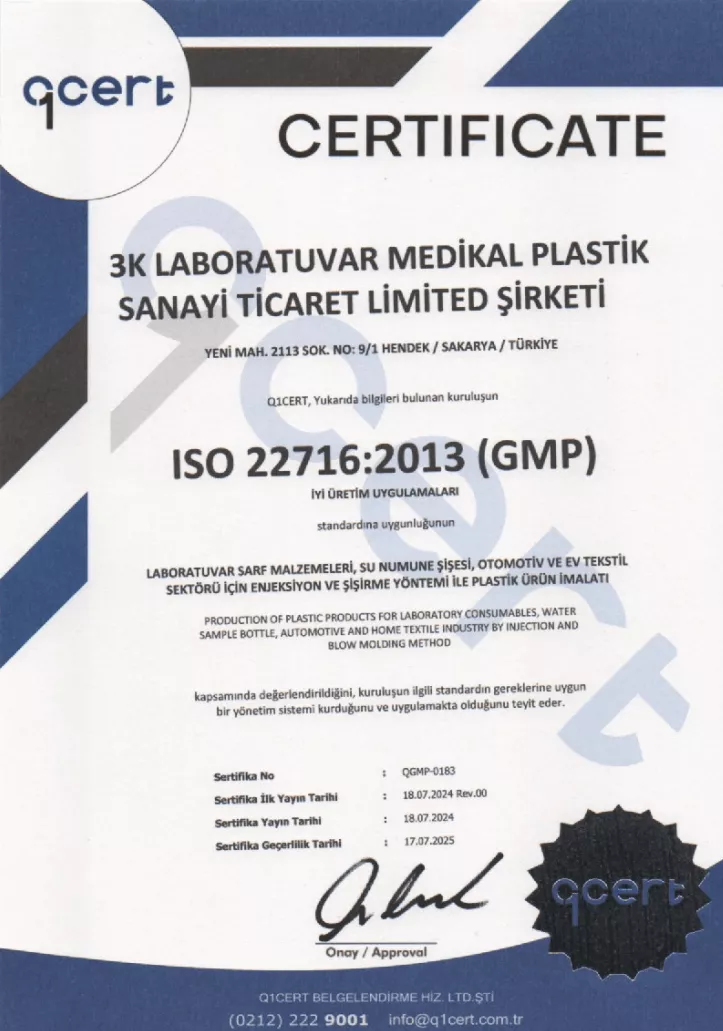 q1cert
CERTIFICATE
3K LABORATUVAR MEDİKAL PLASTİK
SANAYİ TİCARET LİMİTED ŞİRKETİ
YENİ MAH. 2113 SOK. NO: 9/1 HENDEK / SAKARYA / TÜRKİYE
Q1CERT, Yukarıda bilgileri bulunan kuruluşun
ISO 22716:2013 (GMP)
İYİ ÜRETİM UYGULAMALARI
standardına uygunluğunun
LABORATUVAR SARF MALZEMELERİ, SU NUMUNE ŞİŞESİ, OTOMOTİV VE EV TEKSTİL
SEKTÖRÜ İÇİN ENJEKSİYON VE ŞİŞİRME YÖNTEMİ İLE PLASTİK ÜRÜN İMALATI
PRODUCTION OF PLASTIC PRODUCTS FOR LABORATORY CONSUMABLES, WATER
SAMPLE BOTTLE, AUTOMOTIVE AND HOME TEXTILE INDUSTRY BY INJECTION AND
BLOW MOLDING METHOD
kapsamında değerlendirildiğini, kuruluşun ilgili standardın gereklerine uygun
bir yönetim sistemi kurduğunu ve uygulamakta olduğunu teyit eder.
Sertifika No : QGMP-0183
Sertifika İlk Yayın Tarihi : 18.07.2024 Rev.00
Sertifika Yayın Tarihi : 18.07.2024
Sertifika Geçerlilik Tarihi : 17.07.2025
Onay / Approval
q1cert
Q1CERT BELGELENDİRME HİZ. LTD.ŞTİ
(0212) 222 9001 info@q1cert.com.tr